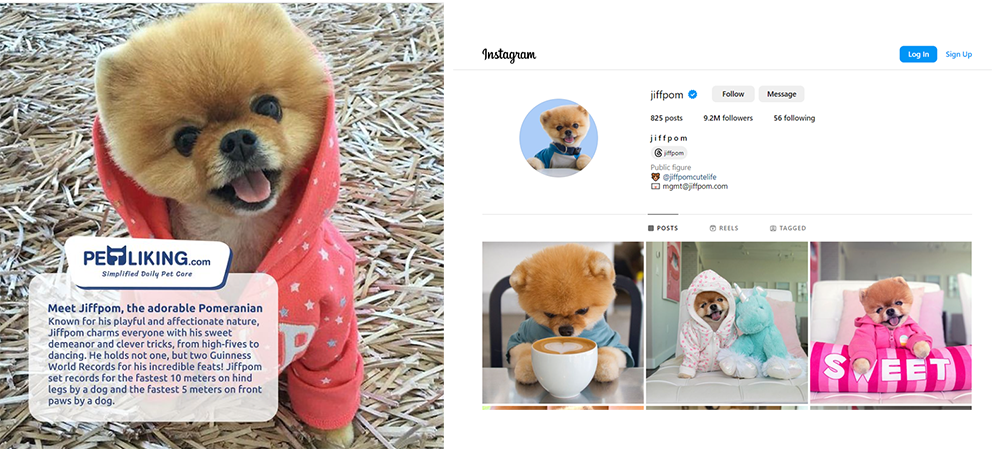 PETLIKING.com
Simplified Daily Pet Care
Meet Jiffpom, the adorable Pomeranian
Known for his playful and affectionate nature,
Jiffpom charms everyone with his sweet
demeanor and clever tricks, from high-fives to
dancing. He holds not one, but two Guinness
World Records for his incredible feats! Jiffpom
set records for the fastest 10 meters on hind
legs by a dog and the fastest 5 meters on front
paws by a dog.
P
Instagram
Log In
Sign Up
jiffpom
Follow
Message
825 posts
9.2M followers
56 following
j i f f p o m
jiffpom
Public figure
@jiffpomcutelife
mgmt@jiffpom.com
POSTS
REELS
TAGGED
SWEET